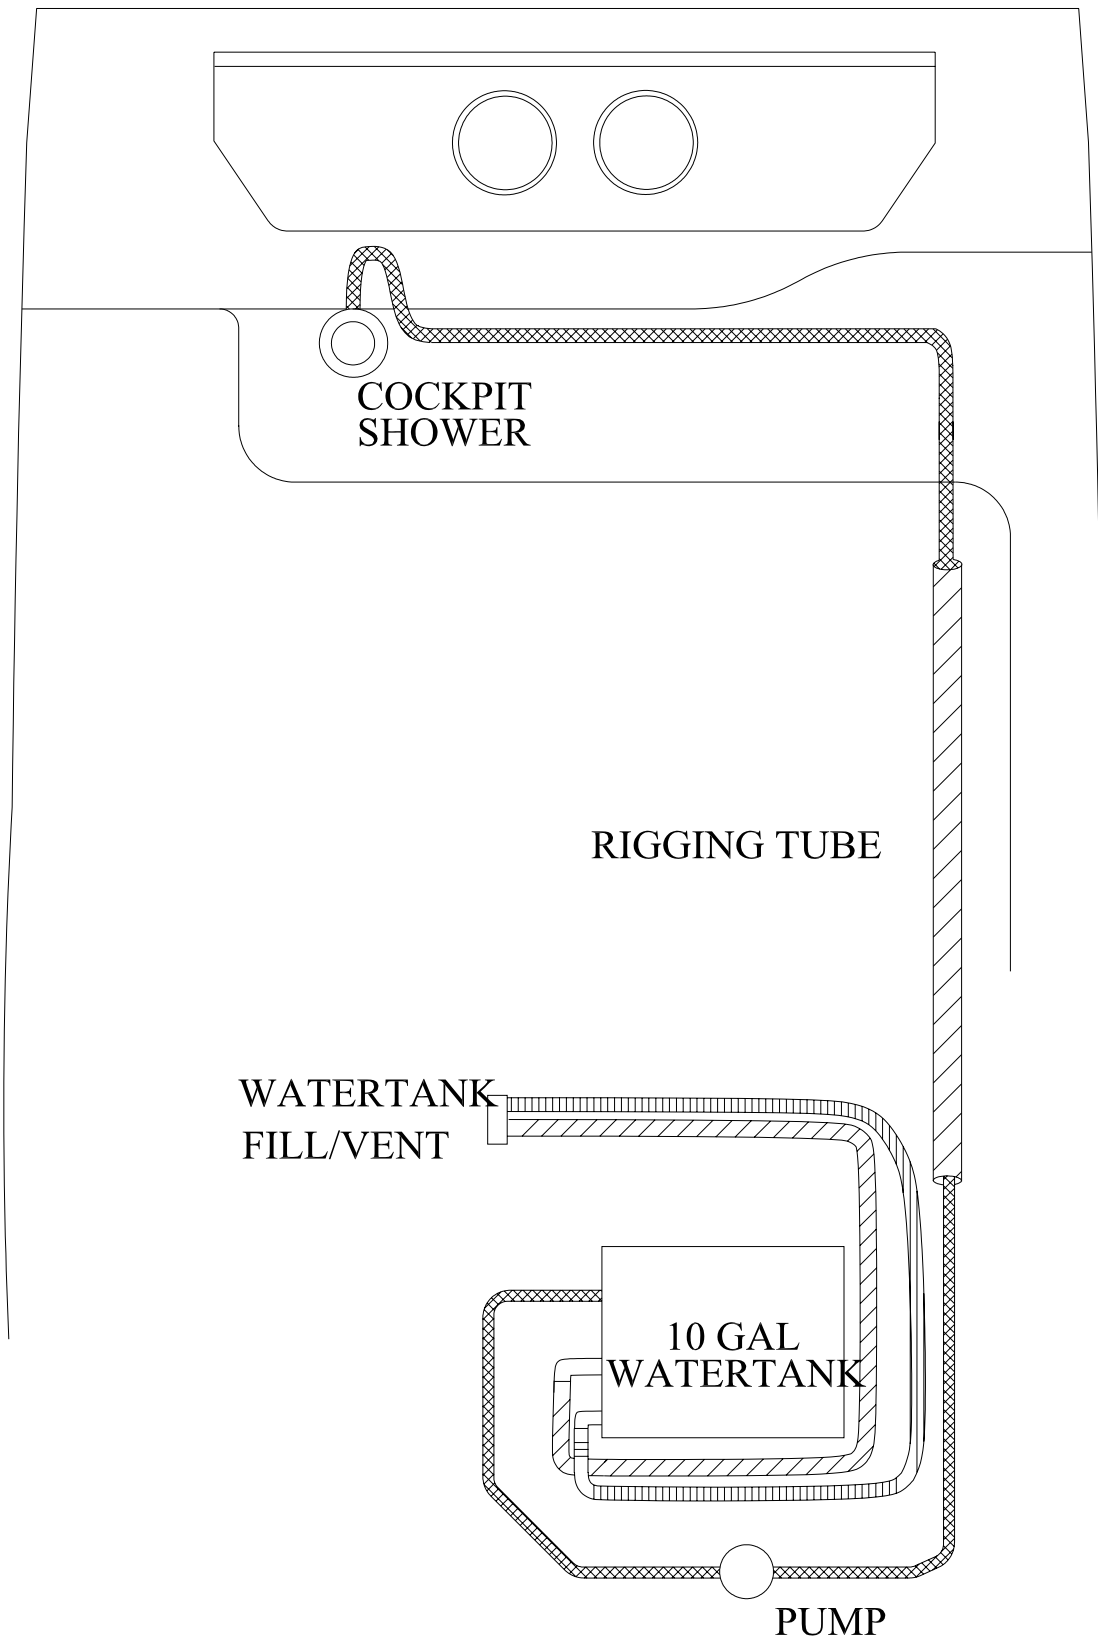 COCKPIT
SHOWER
RIGGING TUBE
WATERTANK
FILL/VENT
10 GAL
WATERTANK
PUMP